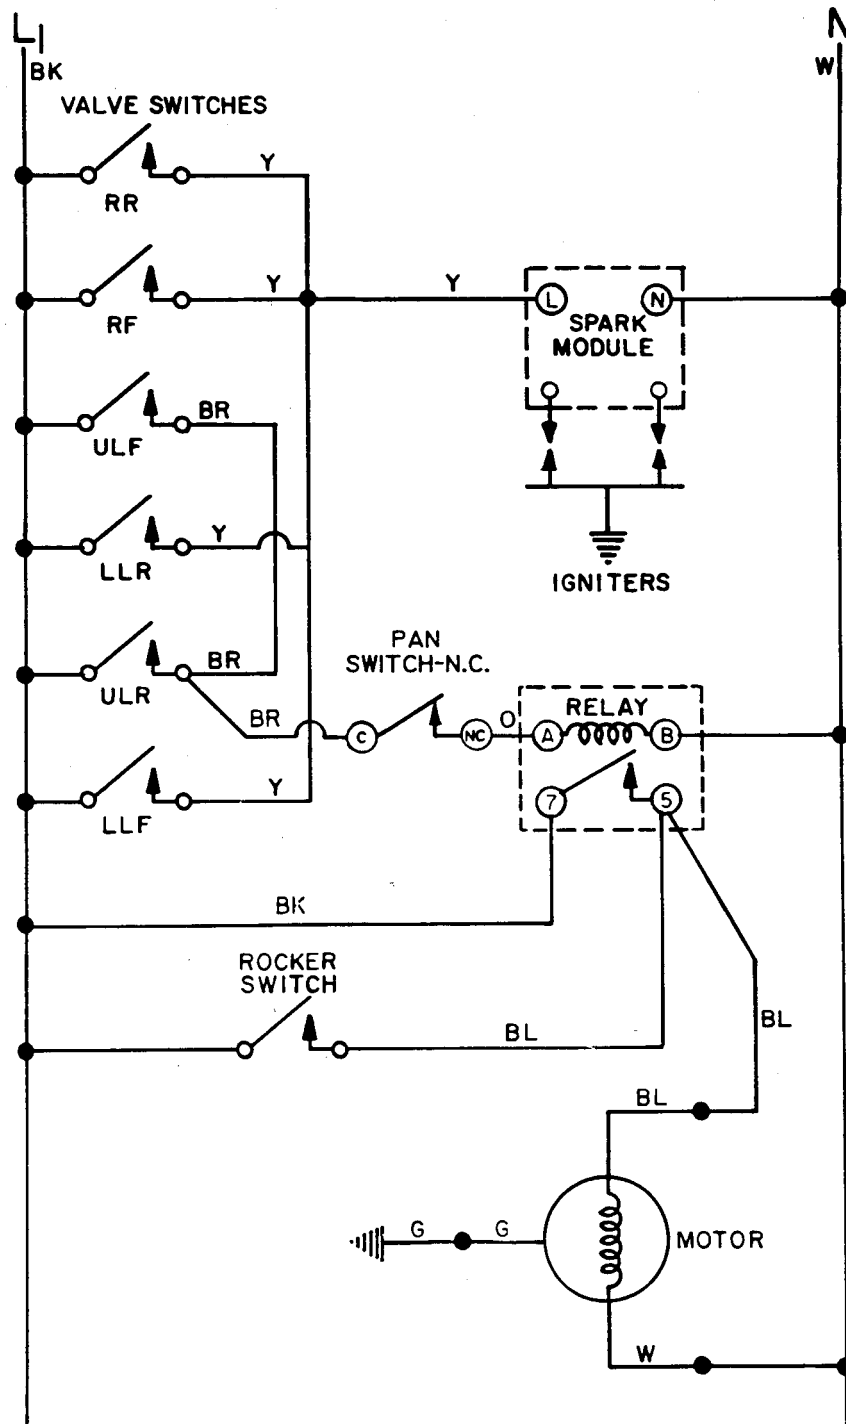 L1
N
BK
W
VALVE SWITCHES
Y
RR
Y
Y
L
N
RF
SPARK
MODULE
BR
ULF
Y
LLR
IGNITERS
PAN
SWITCH-N.C.
BR
ULR
BR
C
NC
O
RELAY
A
B
Y
LLF
7
5
BK
ROCKER
SWITCH
BL
BL
BL
G
G
MOTOR
W